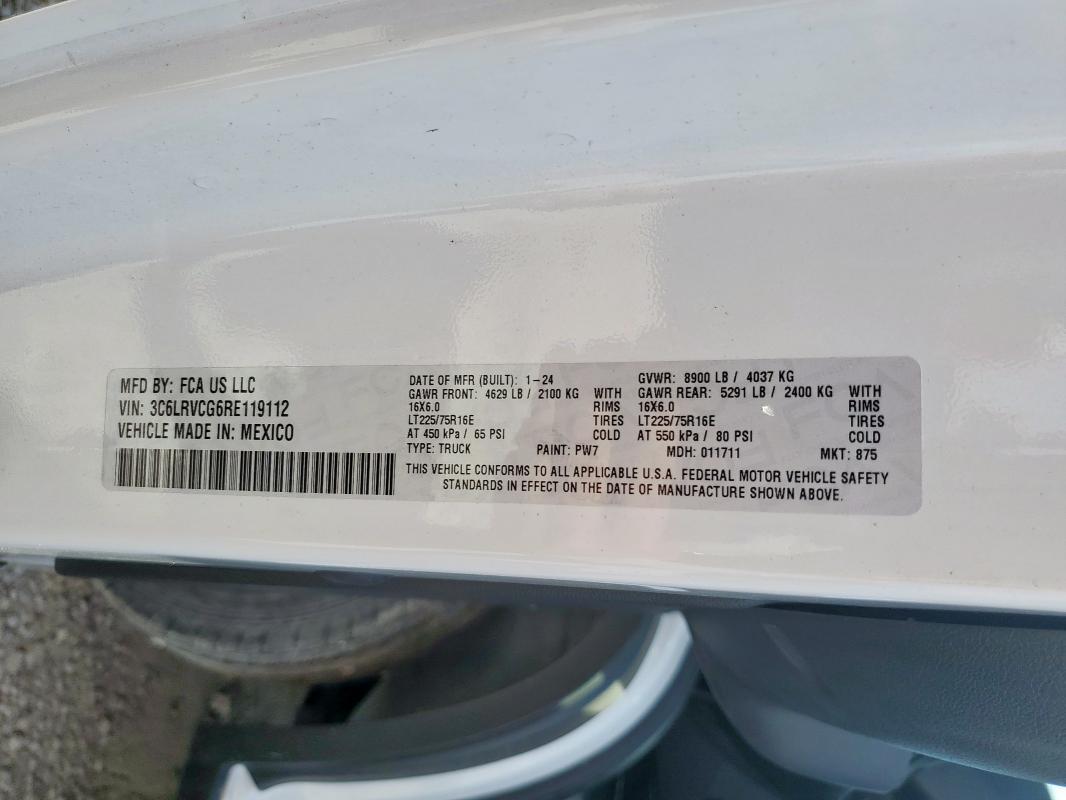 MFD BY: FCA US LLC
VIN: 3C6LRVCG6RE119112
VEHICLE MADE IN: MEXICO
DATE OF MFR (BUILT): 1-24 GVWR: 8900 LB / 4037 KG
GAWR FRONT: 4629 LB / 2100 KG WITH GAWR REAR: 5291 LB / 2400 KG WITH
16X6.0 RIMS 16X6.0 RIMS
LT225/75R16E TIRES LT225/75R16E TIRES
AT 450 kPa / 65 PSI COLD AT 550 kPa / 80 PSI COLD
TYPE: TRUCK PAINT: PW7 MDH: 011711 MKT: 875
THIS VEHICLE CONFORMS TO ALL APPLICABLE U.S.A. FEDERAL MOTOR VEHICLE SAFETY
STANDARDS IN EFFECT ON THE DATE OF MANUFACTURE SHOWN ABOVE.